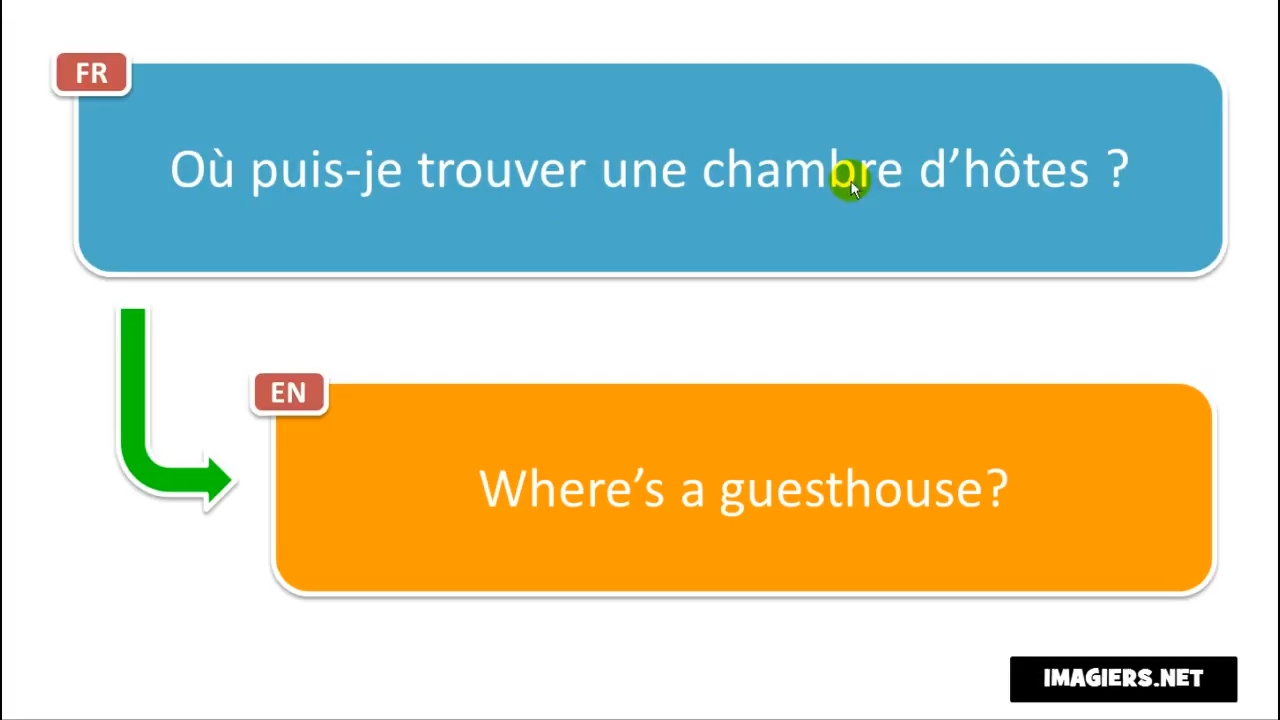 FR
Où puis-je trouver une chambre d’hôtes ?
EN
Where’s a guesthouse?
IMAGIERS.NET